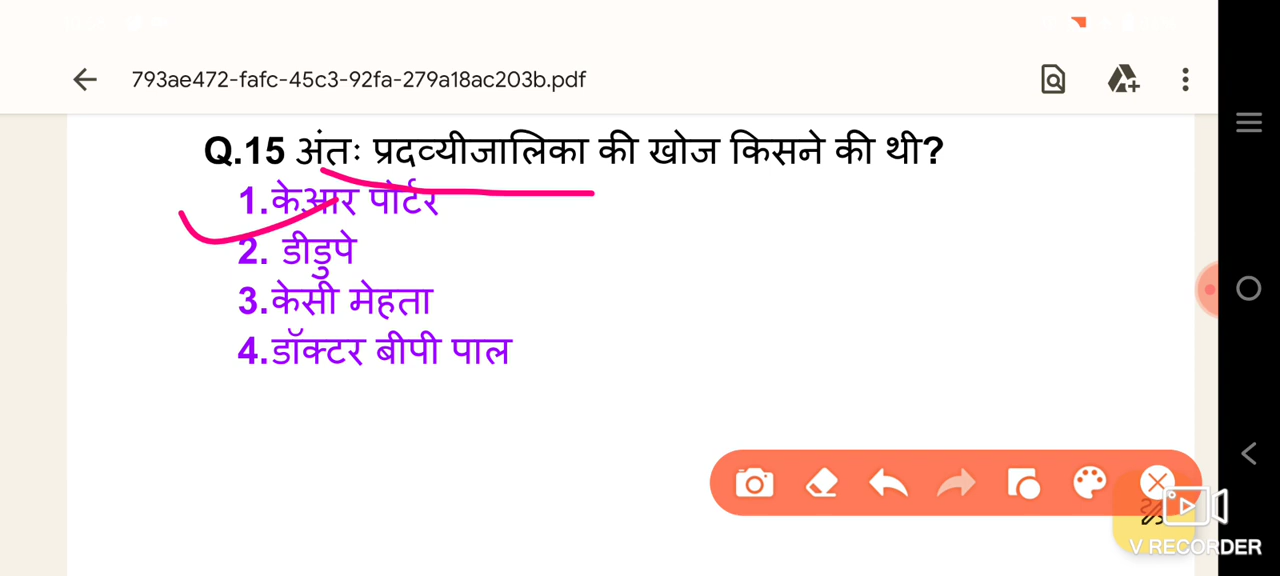 793ae472-fafc-45c3-92fa-279a18ac203b.pdf
Q.15 अंतः प्रदव्यीजालिका की खोज किसने की थी?
1.केआर पोर्टर
2. डीडुपे
3.केसी मेहता
4.डॉक्टर बीपी पाल
V RECORDER